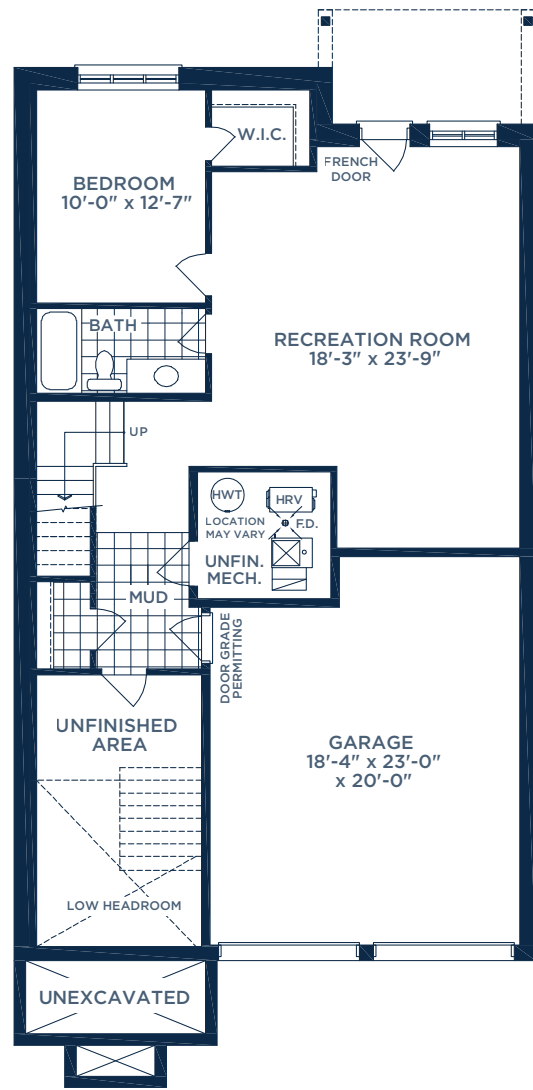 W.I.C.
FRENCH
DOOR
BEDROOM
10'-0" x 12'-7"
BATH
RECREATION ROOM
18'-3" x 23'-9"
UP
HWT
HRV
LOCATION
MAY VARY
F.D.
UNFIN.
MECH.
MUD
DOOR GRADE
PERMITTING
UNFINISHED
AREA
GARAGE
18'-4" x 23'-0"
x 20'-0"
LOW HEADROOM
UNEXCAVATED